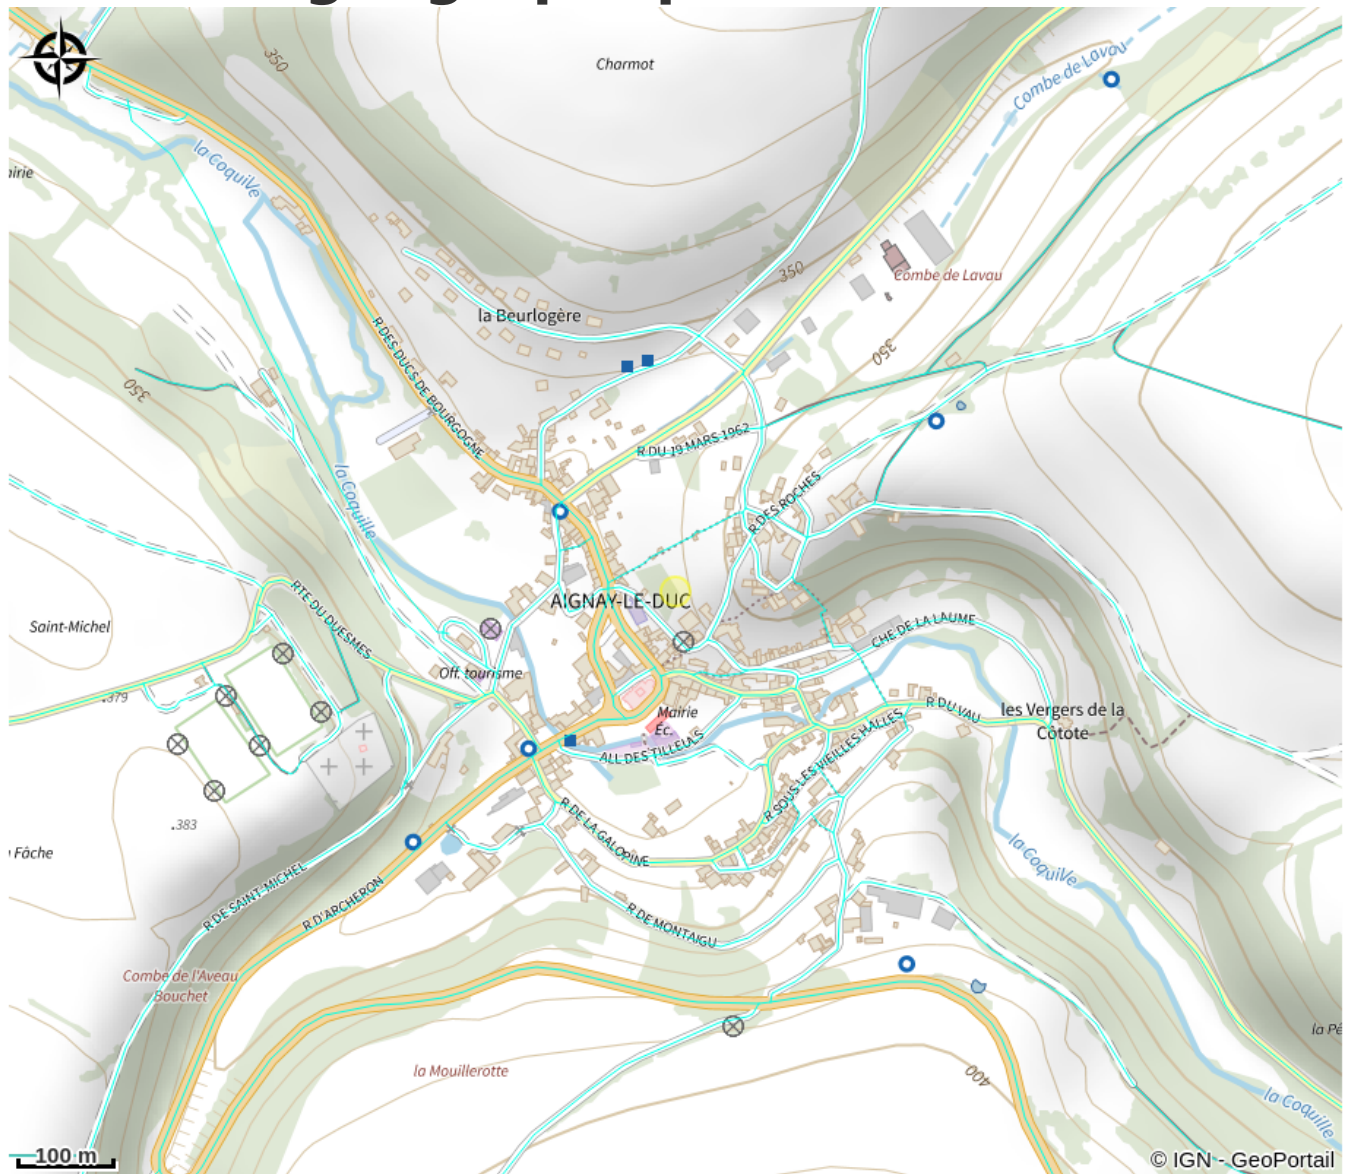 350
Charmot
Combe de Lavau
la Coquille
350
Combe de Lavau
la Beurlogère
R DES DUCS DE BOURGOGNE
350
350
R DU 19 MARS 1962
la Coquille
R DES ROCHES
RTE DU DUESMES
AIGNAY-LE-DUC
Saint-Michel
CHE DE LA LAUME
Off. tourisme
.379
R DU VAU
les Vergers de la
Côtote
Mairie
Éc.
ALL DES TILLEULS
R SOUS LES VIEILLES HALLES
.383
Fâche
R DE LA GALOPINE
la Coquille
R DE SAINT-MICHEL
R D'ARCHERON
R DE MONTAIGU
Combe de l'Aveau
Bouchet
la Mouillerotte
400
la Pé
la Coquille
100 m
© IGN - GeoPortail